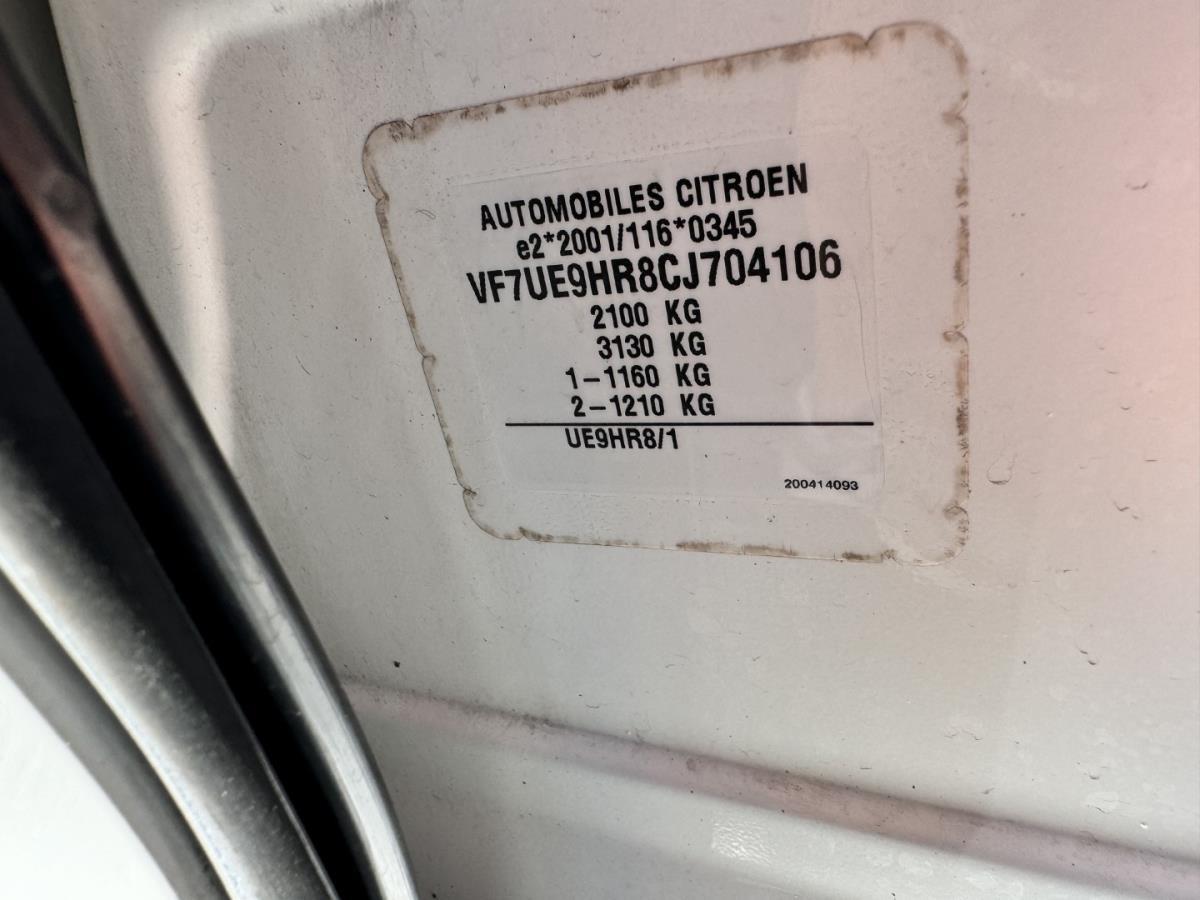 AUTOMOBILES CITROEN
e2*2001/116*0345
VF7UE9HR8CJ704106
2100 KG
3130 KG
1-1160 KG
2-1210 KG
UE9HR8/1
200414093